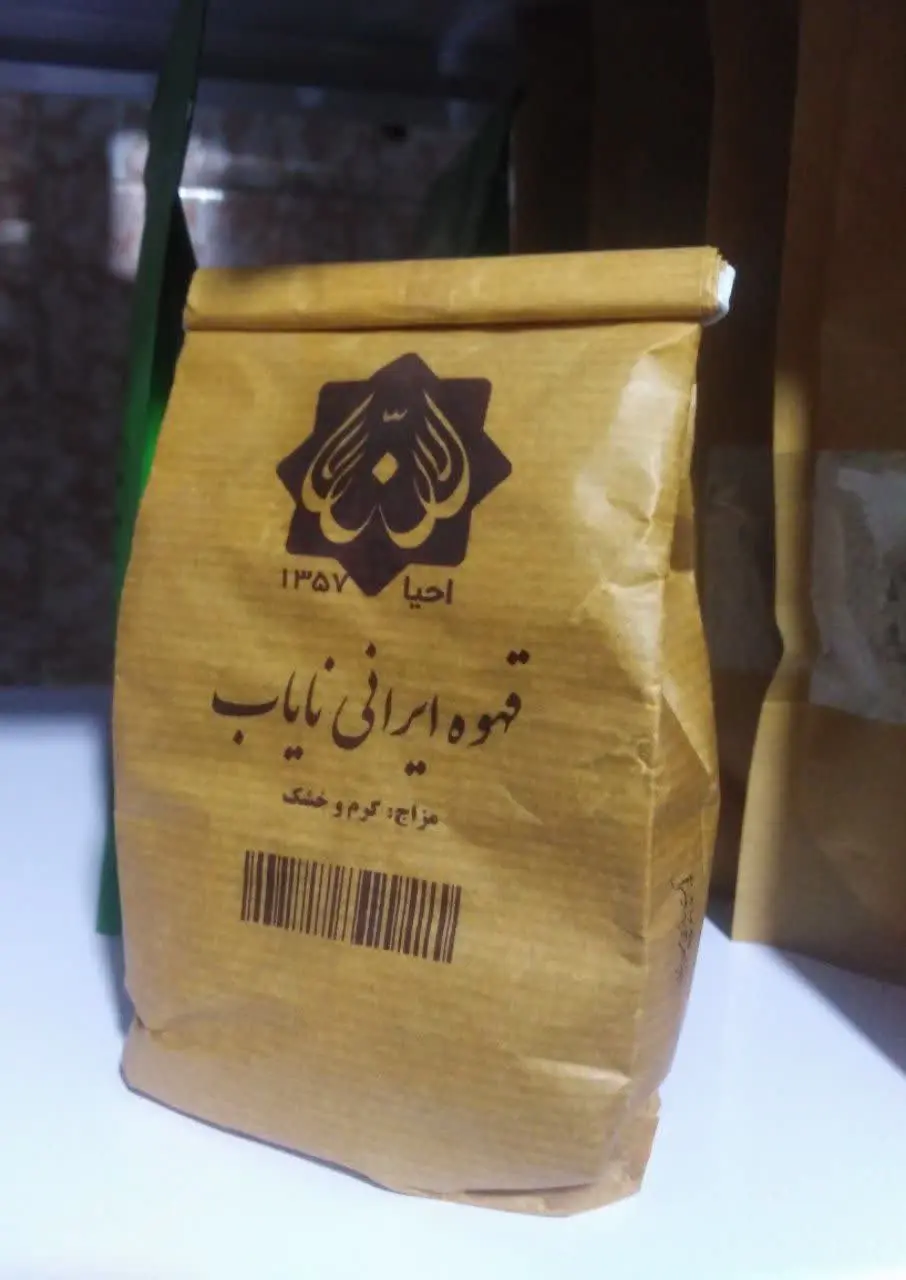 احیا ۱۳۵۷
قهوه ایرانی نایاب
مزاج: گرم و خشک